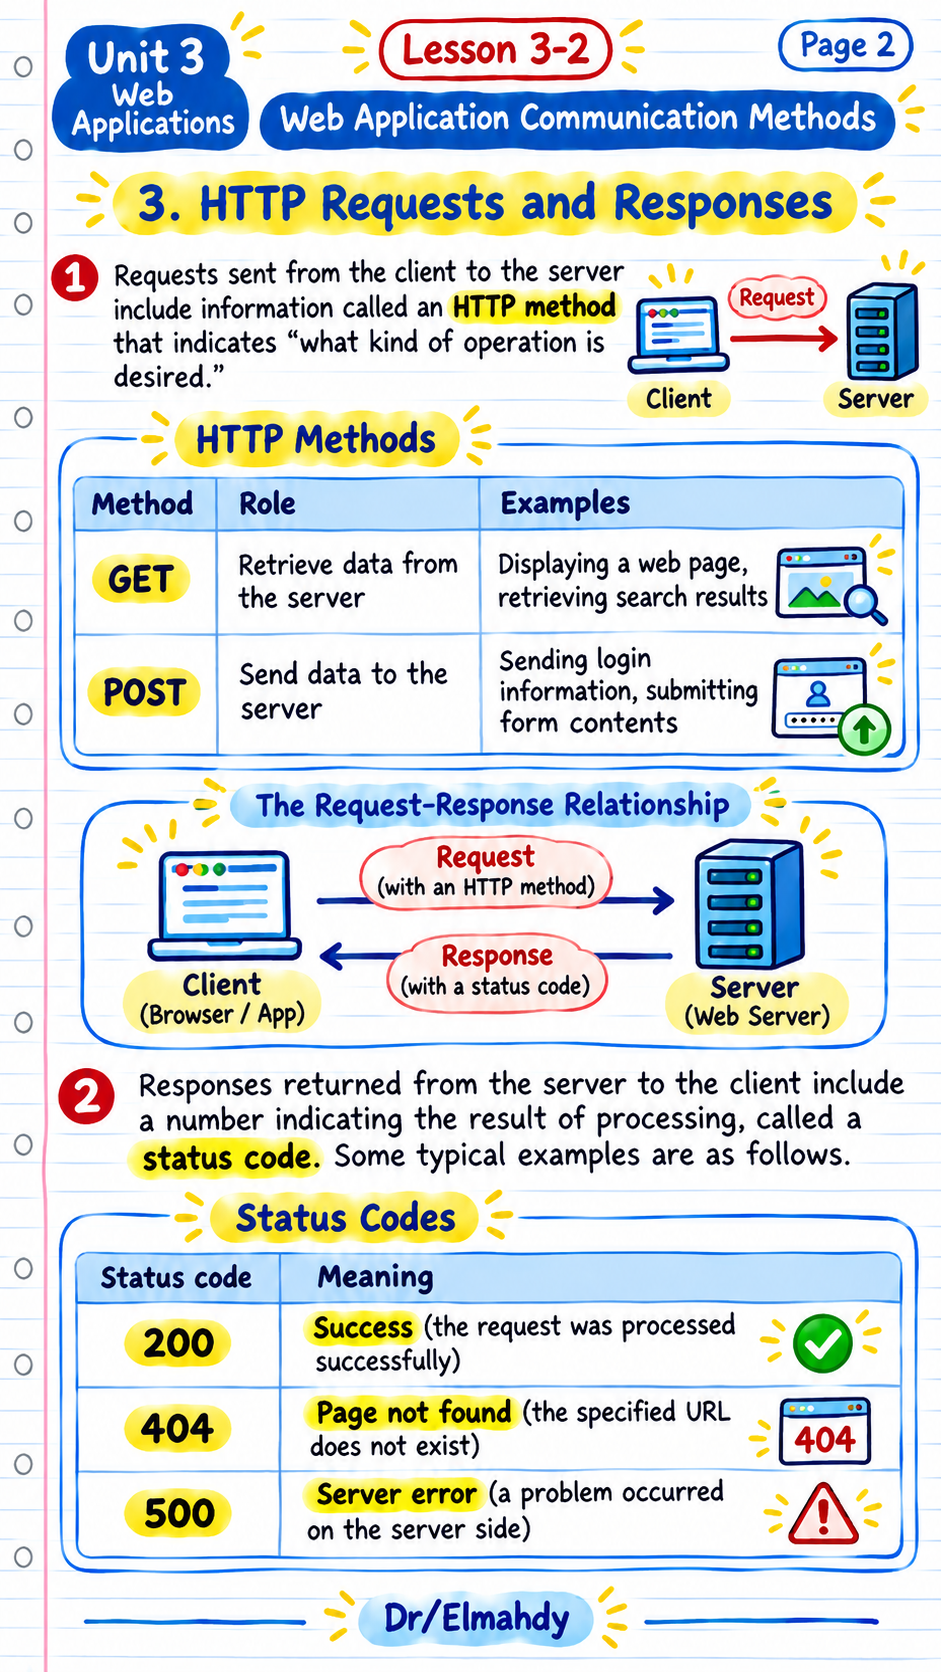 Unit 3
Web
Applications
Lesson 3-2
Page 2
Web Application Communication Methods
3. HTTP Requests and Responses
1
Requests sent from the client to the server
include information called an HTTP method
that indicates “what kind of operation is
desired.”
Request
Client
Server
HTTP Methods
Method
Role
Examples
GET
Retrieve data from
the server
Displaying a web page,
retrieving search results
POST
Send data to the
server
Sending login
information, submitting
form contents
The Request-Response Relationship
Request
(with an HTTP method)
Response
(with a status code)
Client
(Browser / App)
Server
(Web Server)
2
Responses returned from the server to the client include
a number indicating the result of processing, called a
status code. Some typical examples are as follows.
Status Codes
Status code
Meaning
200
Success (the request was processed
successfully)
404
Page not found (the specified URL
does not exist)
404
500
Server error (a problem occurred
on the server side)
Dr/Elmahdy